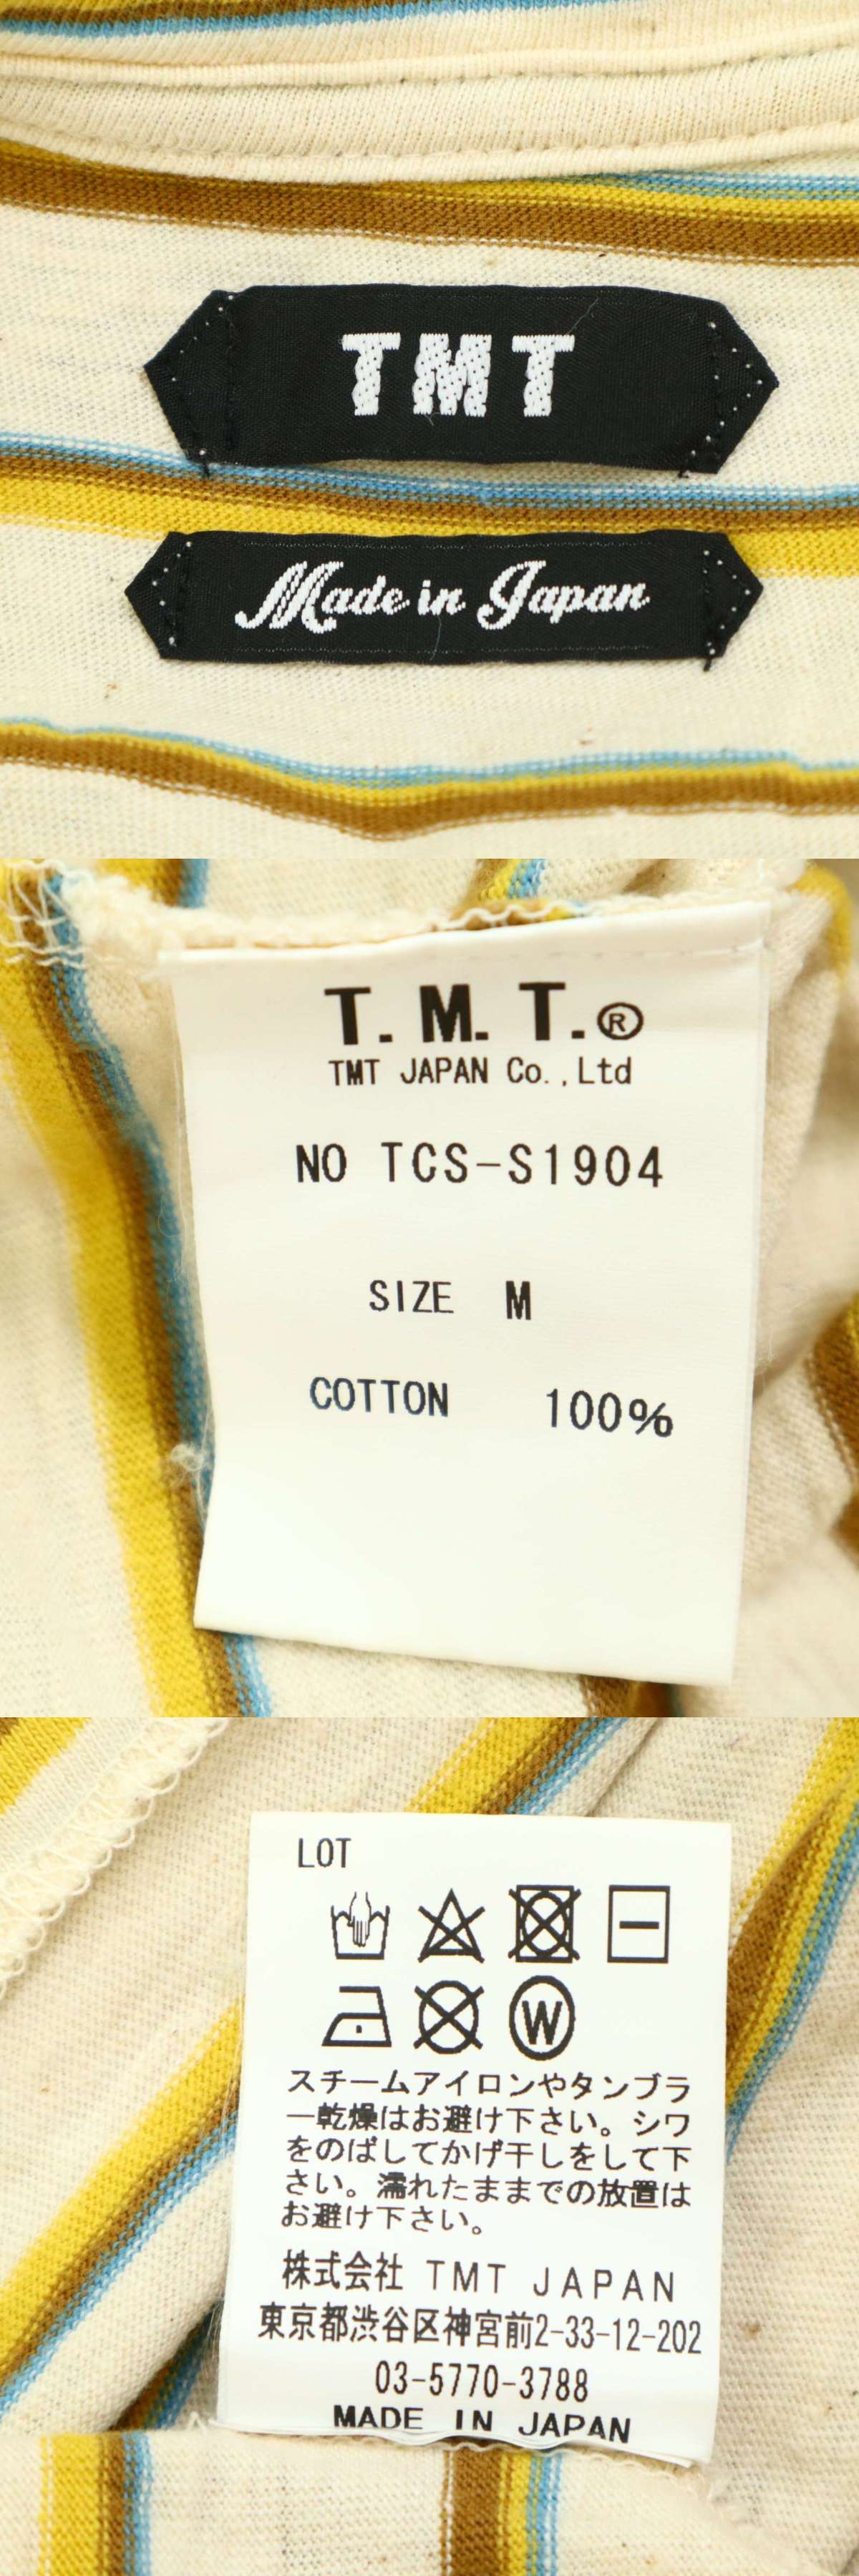 TMT
Made in Japan
T. M. T.®
TMT JAPAN Co.,Ltd
NO TCS-S1904
SIZE M
COTTON 100%
LOT
W
スチームアイロンやタンブラ
ー乾燥はお避け下さい。シワ
をのばしてかげ干しをして下
さい。濡れたままでの放置は
お避け下さい。
株式会社 TMT JAPAN
東京都渋谷区神宮前2-33-12-202
03-5770-3788
MADE IN JAPAN